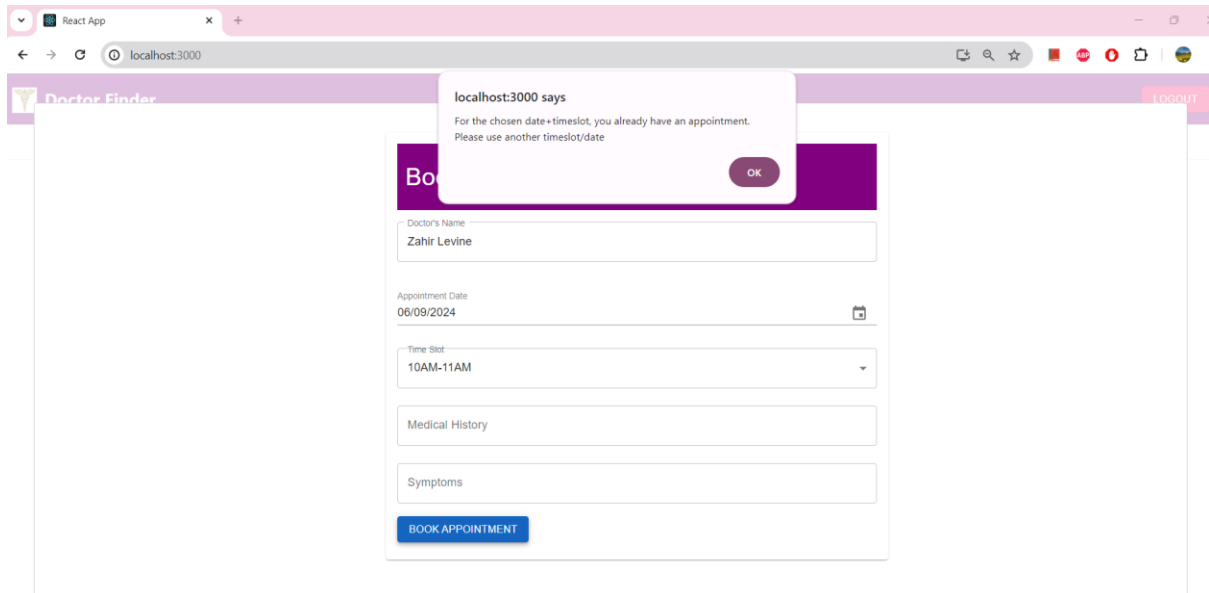 React App
localhost:3000
ABP
Doctor Finder
LOGOUT
localhost:3000 says
For the chosen date+timeslot, you already have an appointment.
Please use another timeslot/date
OK
Boo
Doctor's Name
Zahir Levine
Appointment Date
06/09/2024
Time Slot
10AM-11AM
Medical History
Symptoms
BOOK APPOINTMENT